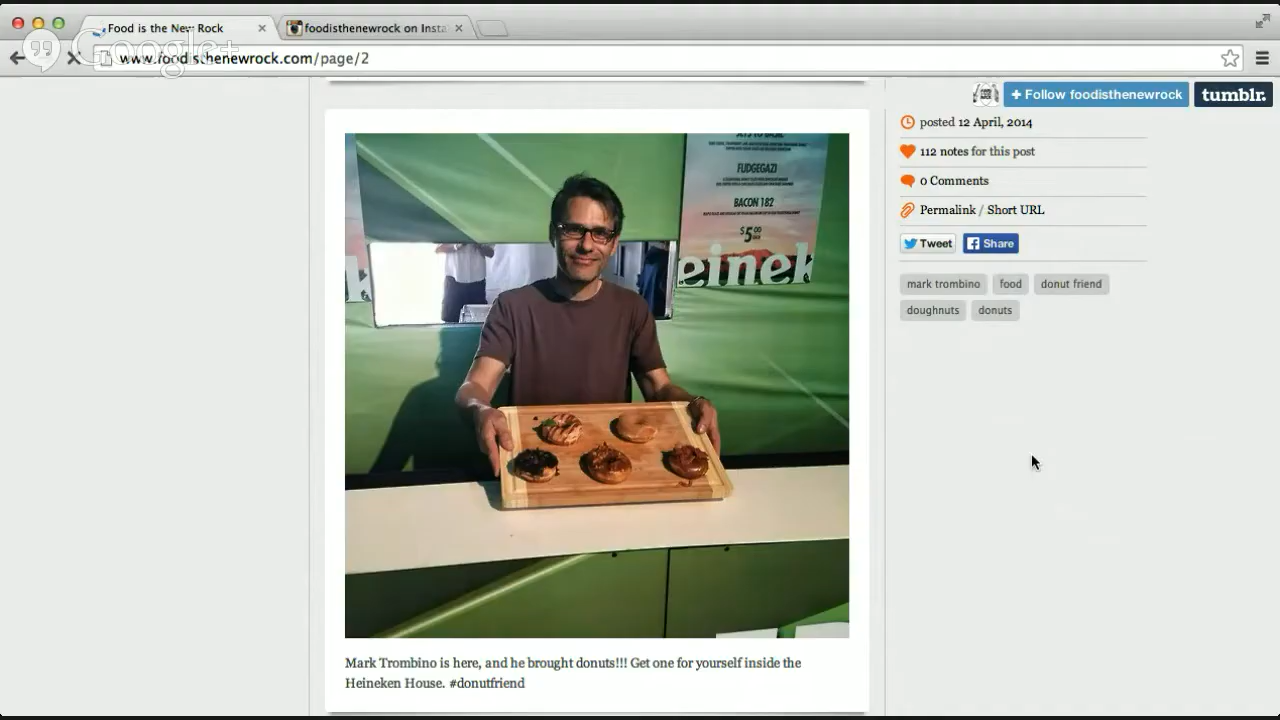 Food is the New Rock
foodisthenewrock on Insta
Google+
www.foodisthenewrock.com/page/2
+ Follow foodisthenewrock
tumblr.
posted 12 April, 2014
112 notes for this post
0 Comments
Permalink / Short URL
Tweet
Share
mark trombino
food
donut friend
doughnuts
donuts
FUDGEGAZI
BACON 182
$5.00
einek
Mark Trombino is here, and he brought donuts!!! Get one for yourself inside the
Heineken House. #donutfriend